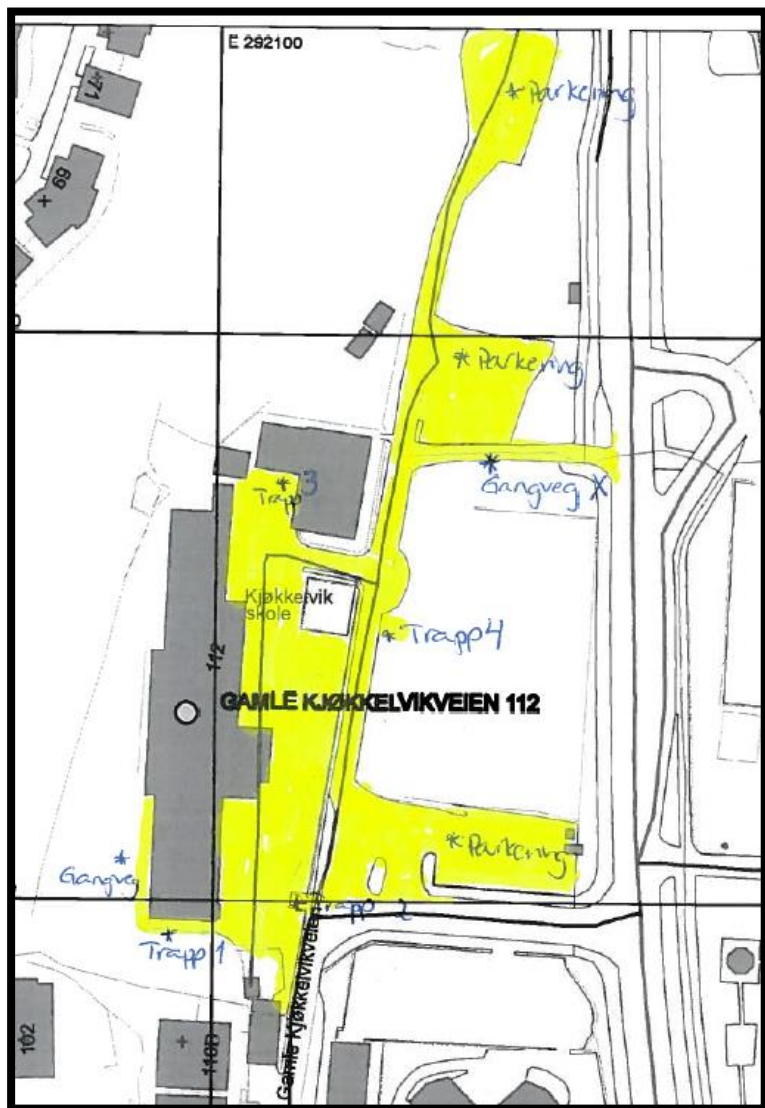 E 292100
* Parkering
71
69
* Parkering
* Gangveg X
* 3
Trapp
Kjøkkelvik
skole
* Trapp 4
112
GAMLE KJØKKELVIKVEIEN 112
* Parkering
* Gangveg
* Trapp 2
* Trapp 1
Gamle Kjøkkelvikveien
102
110B